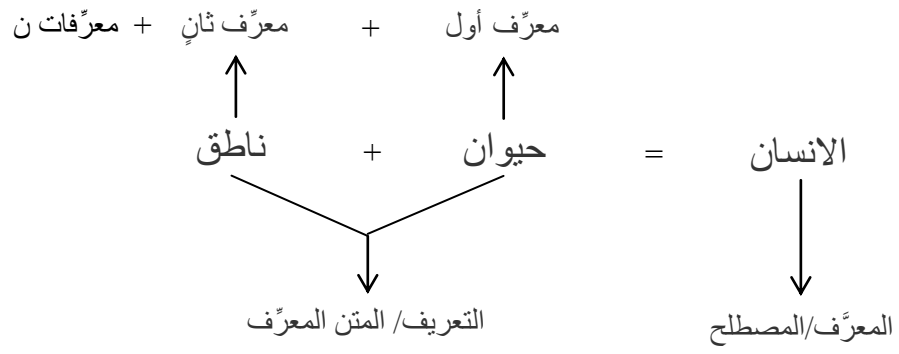 معرِّف أول + معرِّف ثانٍ + معرِّفات ن
الانسان = حيوان + ناطق
التعريف/ المتن المعرِّف
المعرَّف/المصطلح